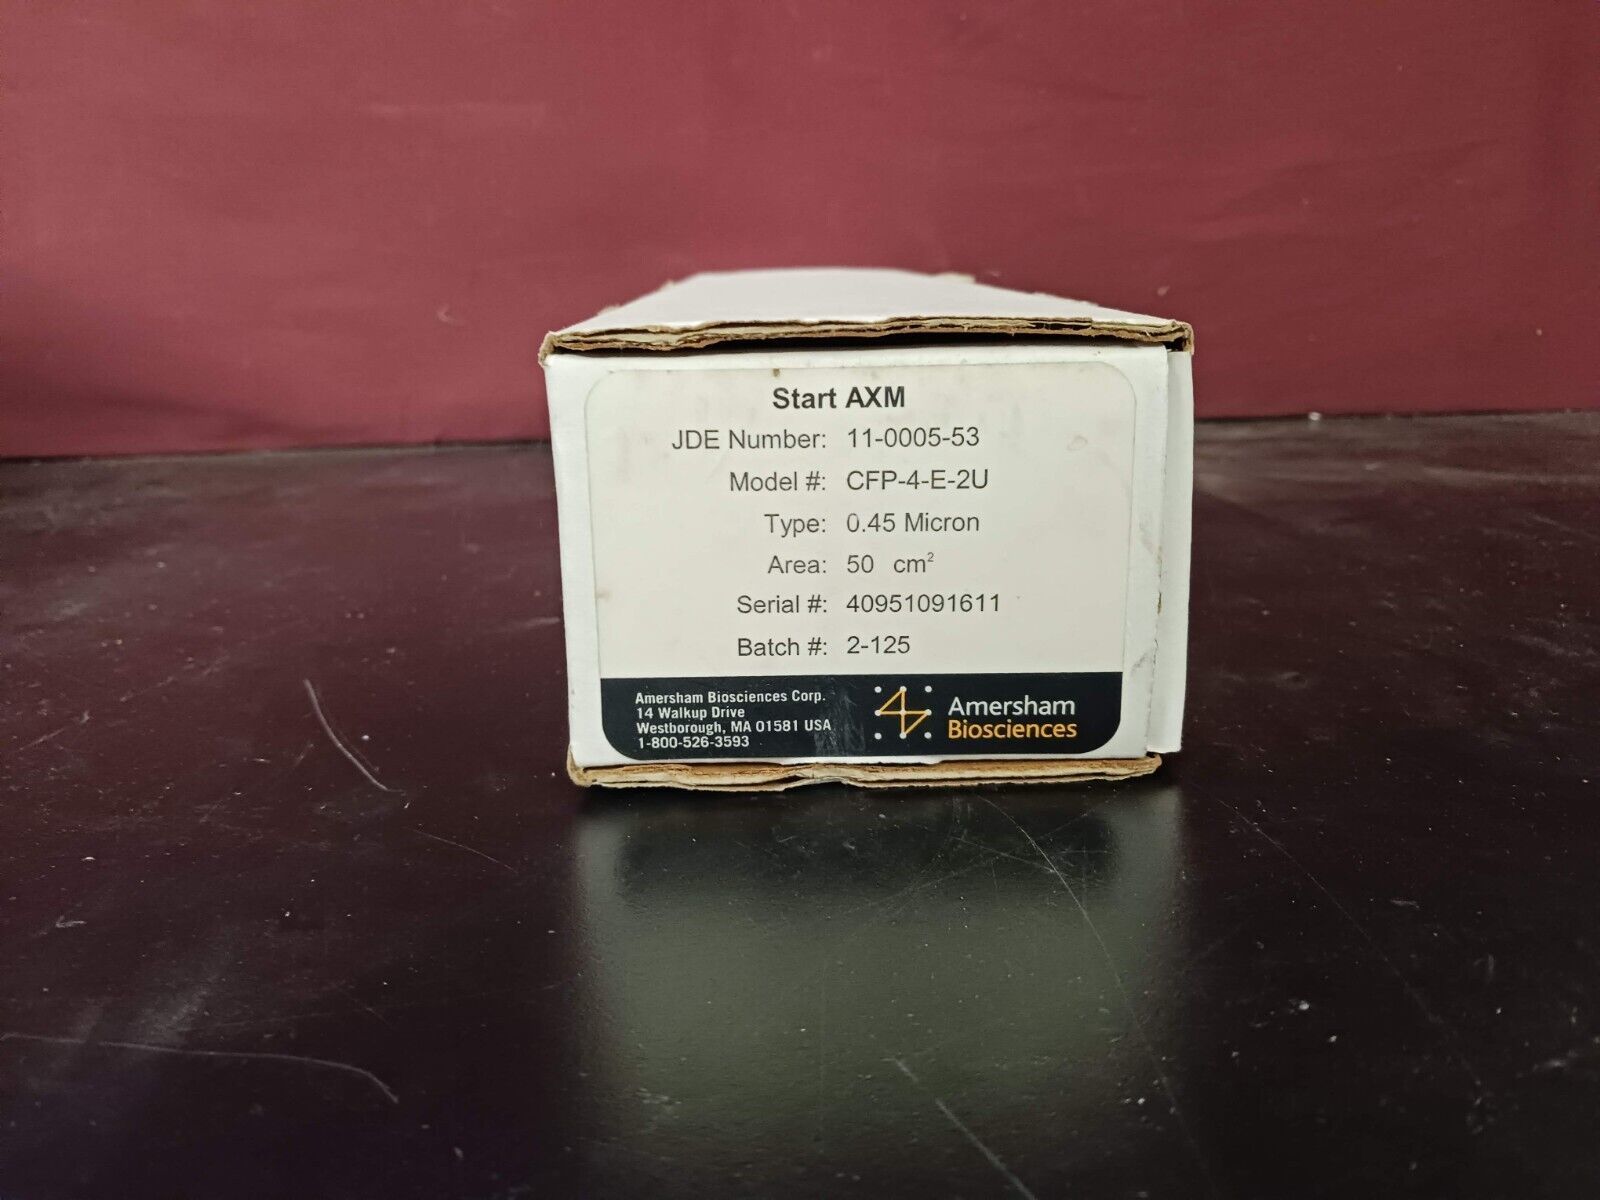 Start AXM
JDE Number: 11-0005-53
Model #: CFP-4-E-2U
Type: 0.45 Micron
Area: 50 cm²
Serial #: 40951091611
Batch #: 2-125
Amersham Biosciences Corp.
14 Walkup Drive
Westborough, MA 01581 USA
1-800-526-3593
Amersham
Biosciences